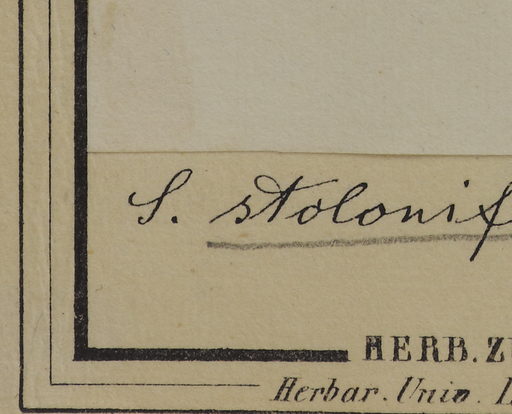 S. stolonif
HERB. Z
Herbar. Univ.